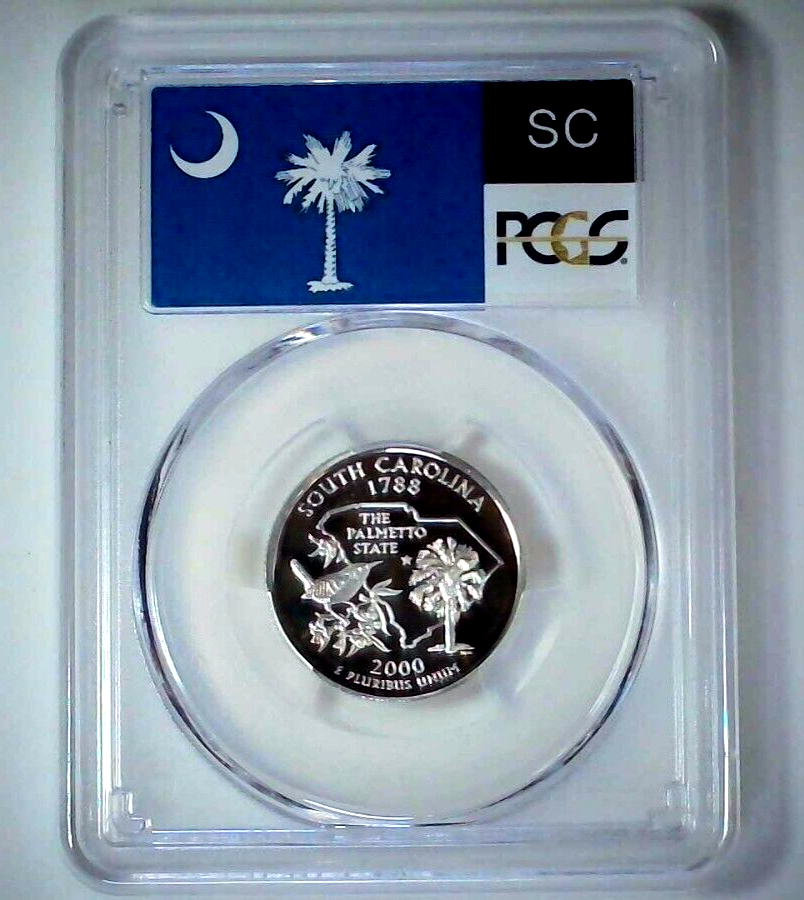 SC
PCGS
SOUTH CAROLINA
1788
THE
PALMETTO
STATE
2000
E PLURIBUS UNUM